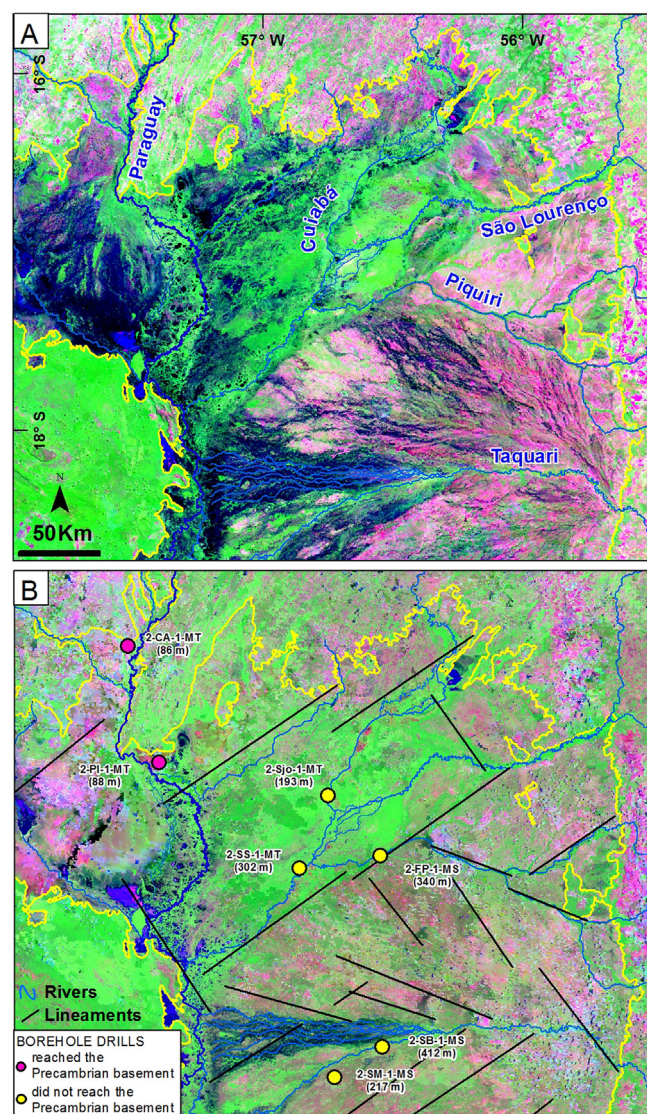 A
57° W
56° W
16° S
Paraguay
Cuiabá
São Lourenço
Piquiri
18° S
Taquari
N
50Km
B
2-CA-1-MT
(86 m)
2-PI-1-MT
(88 m)
2-Sjo-1-MT
(193 m)
2-SS-1-MT
(302 m)
2-FP-1-MS
(340 m)
2-SB-1-MS
(412 m)
2-SM-1-MS
(217 m)
Rivers
Lineaments
BOREHOLE DRILLS
reached the
Precambrian basement
did not reach the
Precambrian basement